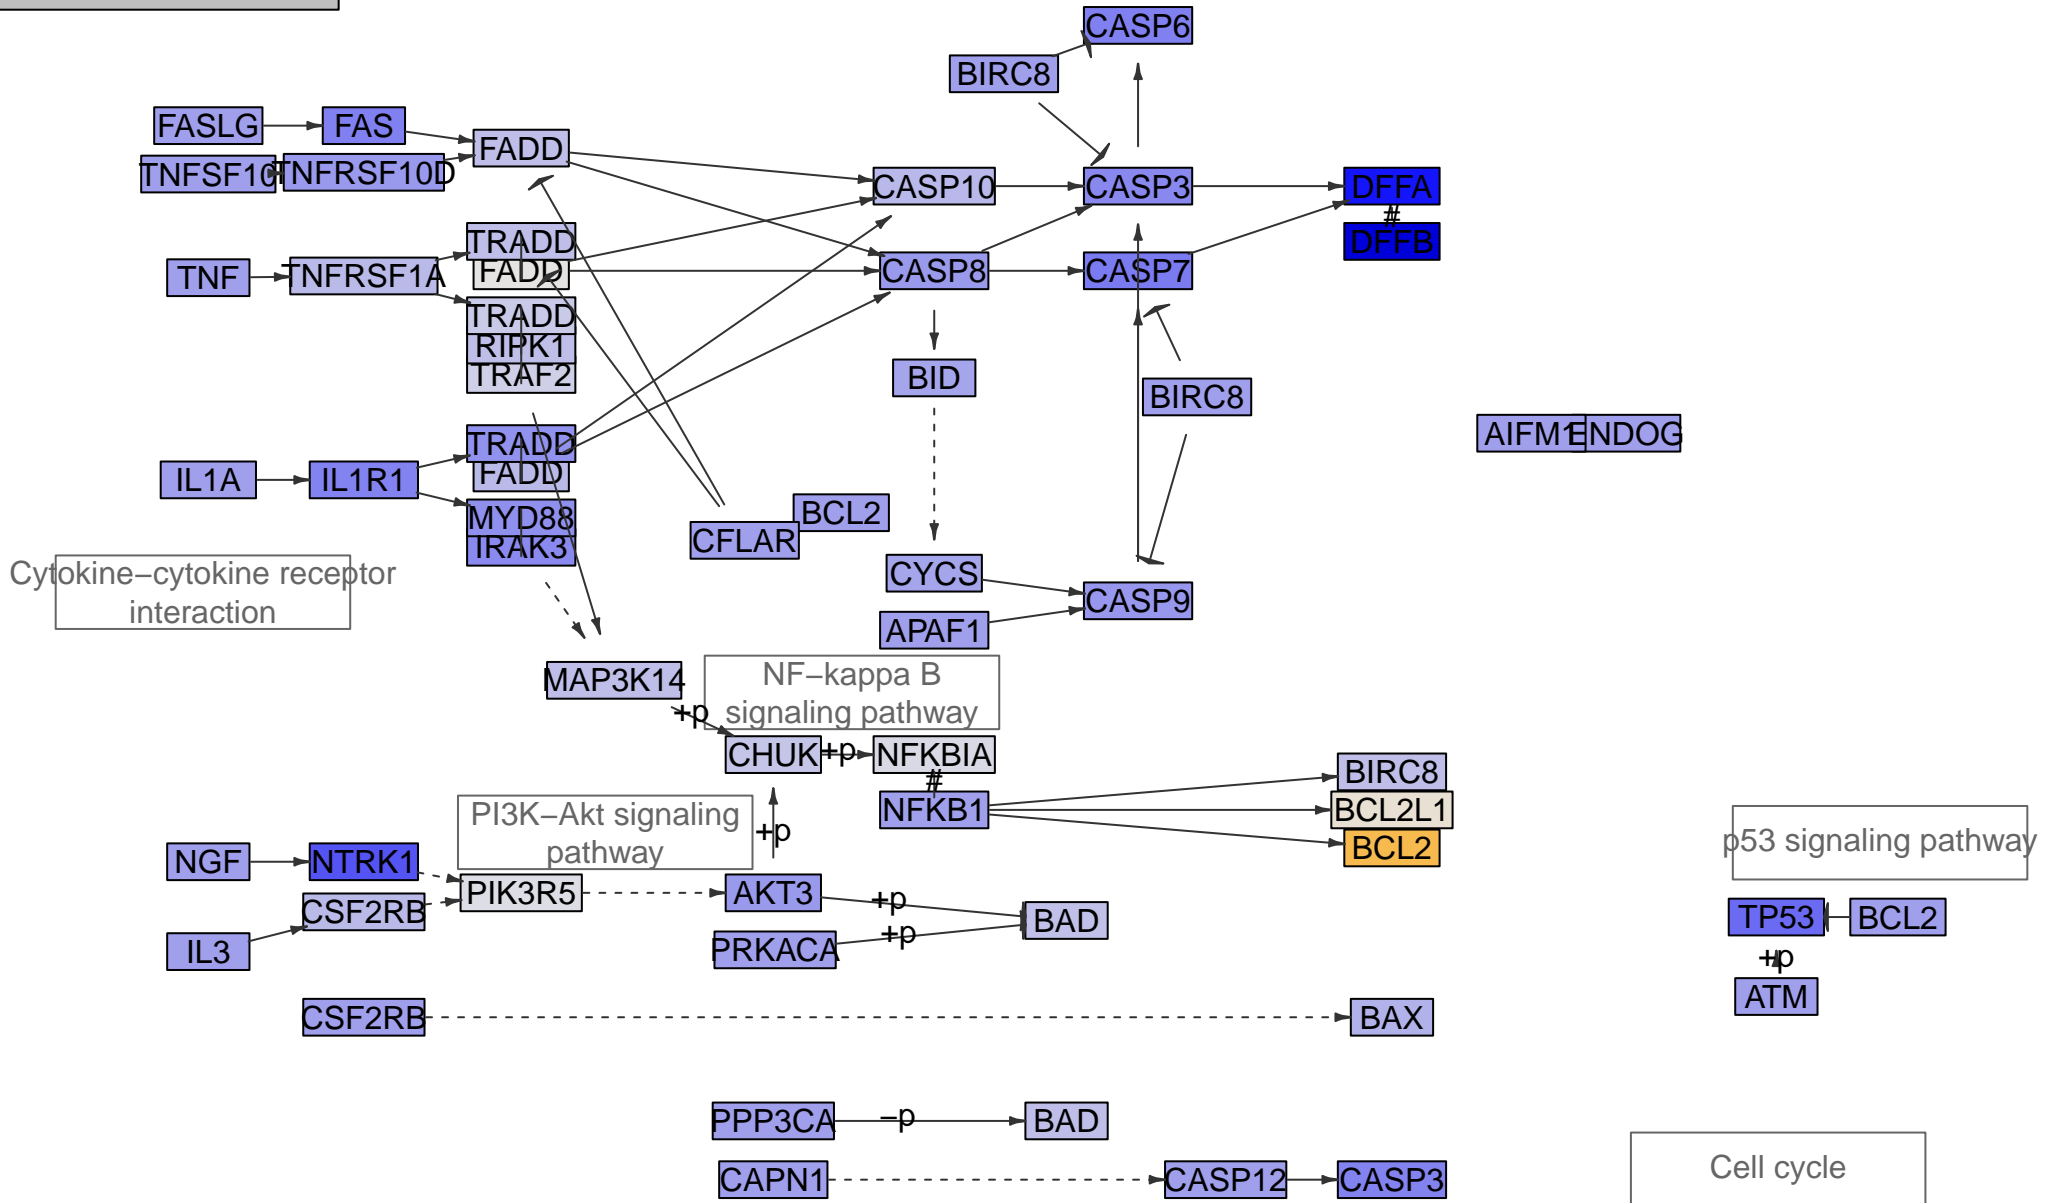 CASP6
BIRC8
FASLG
FAS
FADD
TNFSF10
TNFRSF10D
CASP10
CASP3
DFFA
#
DFFB
TRADD
FADD
TNF
TNFRSF1A
CASP8
CASP7
TRADD
RIPK1
TRAF2
BID
BIRC8
TRADD
FADD
AIFM1
ENDOG
IL1A
IL1R1
MYD88
IRAK3
BCL2
CFLAR
Cytokine−cytokine receptor
interaction
CYCS
CASP9
APAF1
MAP3K14
NF−kappa B
signaling pathway
+p
CHUK
+p
NFKBIA
#
NFKB1
BIRC8
BCL2L1
BCL2
PI3K−Akt signaling
pathway
+p
p53 signaling pathway
NGF
NTRK1
PIK3R5
AKT3
+p
BAD
CSF2RB
IL3
PRKACA
+p
TP53
BCL2
+p
ATM
CSF2RB
BAX
PPP3CA
−p
BAD
CAPN1
CASP12
CASP3
Cell cycle